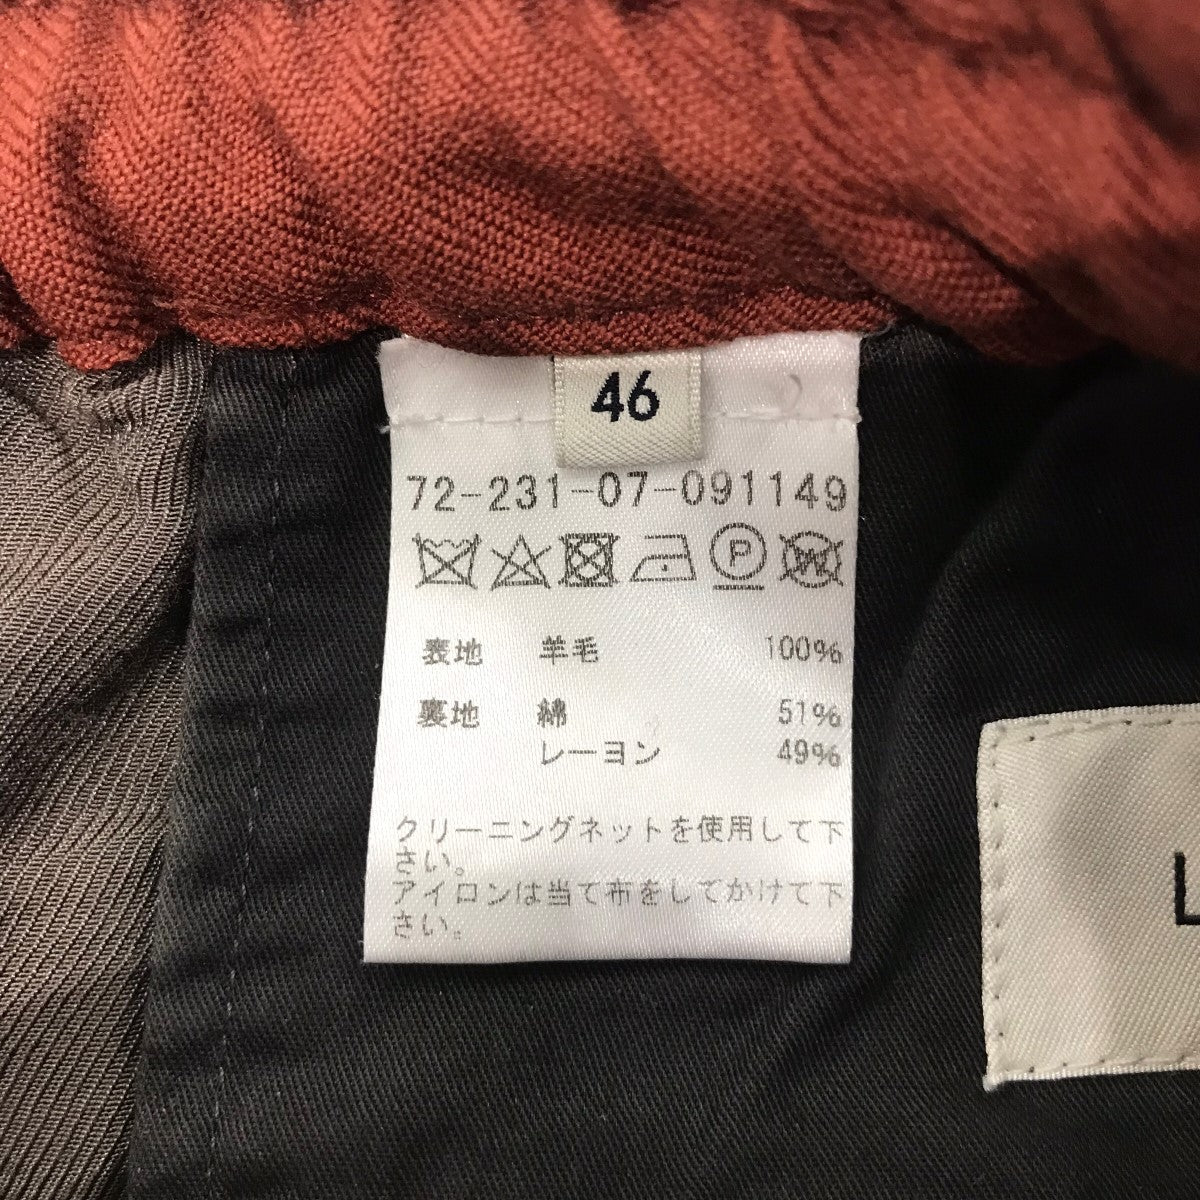 46
72-231-07-091149
P W
表地 羊毛 100%
裏地 綿 51%
レーヨン 49%
クリーニングネットを使用して下
さい。
アイロンは当て布をしてかけて下
さい。
L